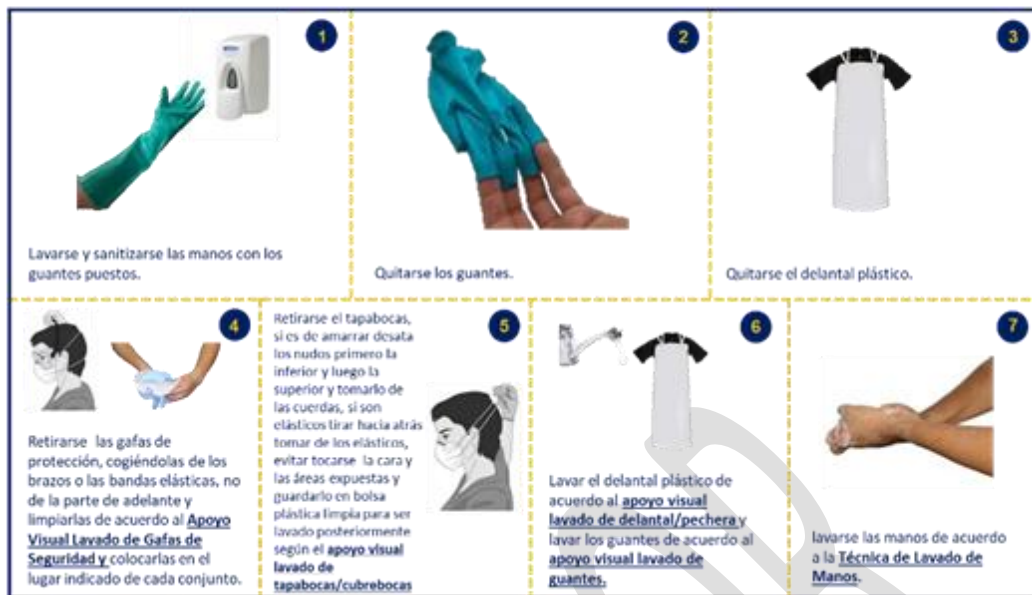 1
Lavarse y sanitizarse las manos con los
guantes puestos.
2
Quitarse los guantes.
3
Quitarse el delantal plástico.
4
Retirarse las gafas de
protección, cogiéndolas de los
brazos o las bandas elásticas, no
de la parte de adelante y
limpiarlas de acuerdo al Apoyo
Visual Lavado de Gafas de
Seguridad y colocarlas en el
lugar indicado de cada conjunto.
5
Retirarse el tapabocas,
si es de amarrar desata
los nudos primero la
inferior y luego la
superior y tomarlo de
las cuerdas, si son
elásticos tirar hacia atrás
tomar de los elásticos,
evitar tocarse la cara y
las áreas expuestas y
guardarlo en bolsa
plástica limpia para ser
lavado posteriormente
según el apoyo visual
lavado de
tapabocas/cubrebocas
6
Lavar el delantal plástico de
acuerdo al apoyo visual
lavado de delantal/pechera y
lavar los guantes de acuerdo al
apoyo visual lavado de
guantes.
7
lavarse las manos de acuerdo
a la Técnica de Lavado de
Manos.